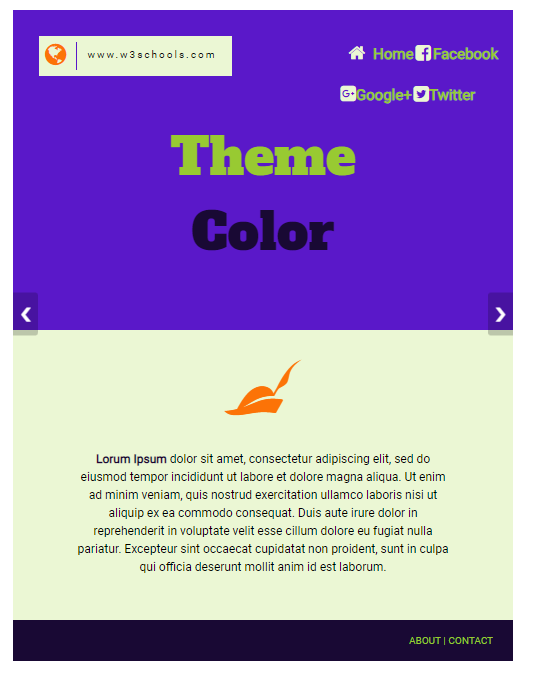 www.w3schools.com
Home Facebook
Google+ Twitter
Theme
Color
Lorum Ipsum dolor sit amet, consectetur adipiscing elit, sed do
eiusmod tempor incididunt ut labore et dolore magna aliqua. Ut enim
ad minim veniam, quis nostrud exercitation ullamco laboris nisi ut
aliquip ex ea commodo consequat. Duis aute irure dolor in
reprehenderit in voluptate velit esse cillum dolore eu fugiat nulla
pariatur. Excepteur sint occaecat cupidatat non proident, sunt in culpa
qui officia deserunt mollit anim id est laborum.
ABOUT | CONTACT